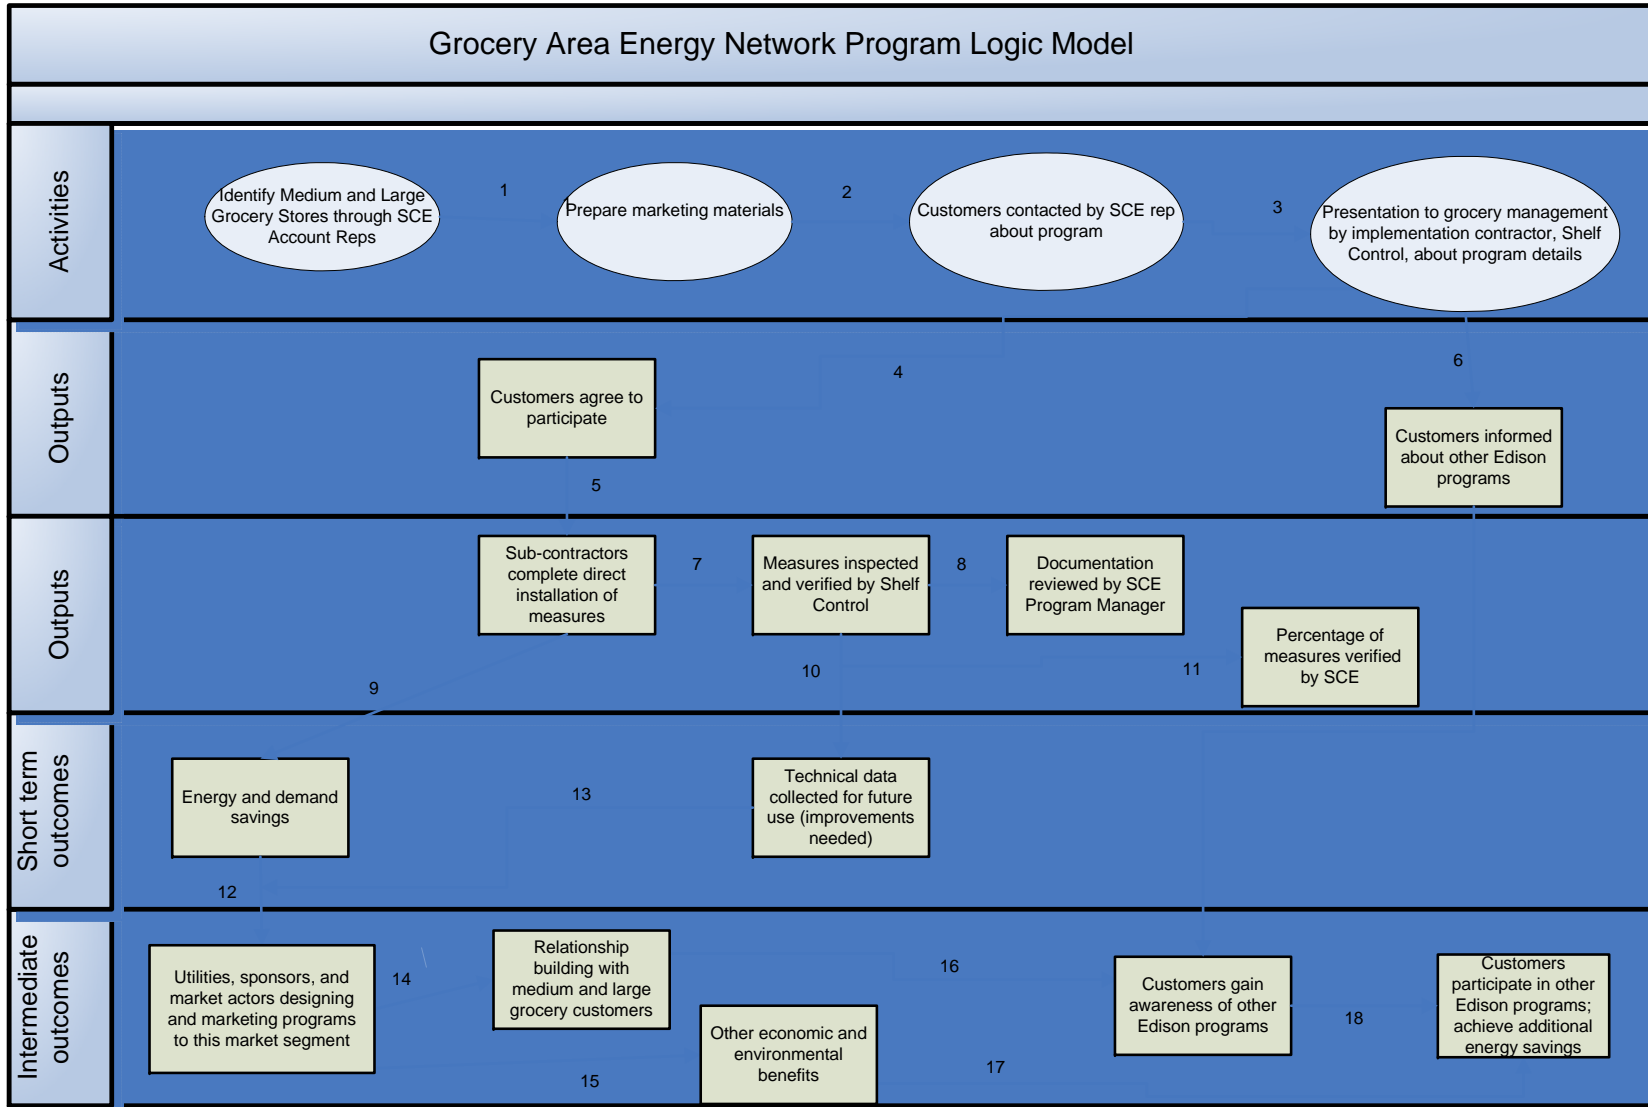 Grocery Area Energy Network Program Logic Model
Activities
Identify Medium and Large
Grocery Stores through SCE
Account Reps
1
1
Prepare marketing materials
2
Customers contacted by SCE rep
about program
3
Presentation to grocery management
by implementation contractor, Shelf
Control, about program details
Outputs
Customers agree to
participate
4
5
6
Customers informed
about other Edison
programs
Outputs
Sub-contractors
complete direct
installation of
measures
7
Measures inspected
and verified by Shelf
Control
8
Documentation
reviewed by SCE
Program Manager
9
10
11
Percentage of
measures verified
by SCE
Short term
outcomes
Energy and demand
savings
12
13
Technical data
collected for future
use (improvements
needed)
Intermediate
outcomes
Utilities, sponsors, and
market actors designing
and marketing programs
to this market segment
14
Relationship
building with
medium and large
grocery customers
15
Other economic and
environmental
benefits
16
17
Customers gain
awareness of other
Edison programs
18
Customers
participate in other
Edison programs;
achieve additional
energy savings